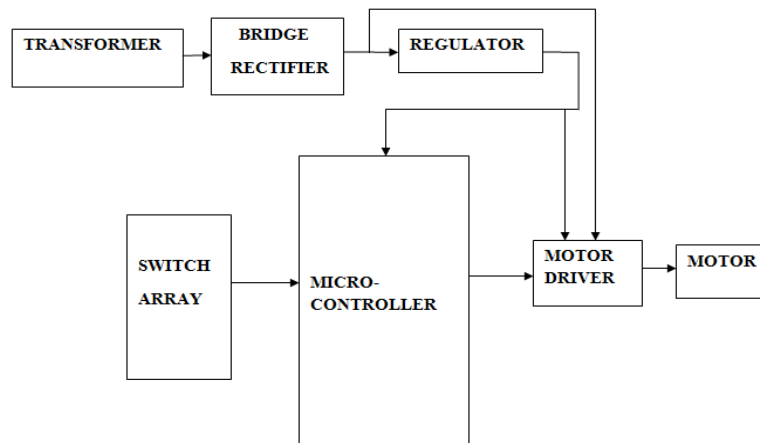 TRANSFORMER
BRIDGE
RECTIFIER
REGULATOR
SWITCH
ARRAY
MICRO-
CONTROLLER
MOTOR
DRIVER
MOTOR